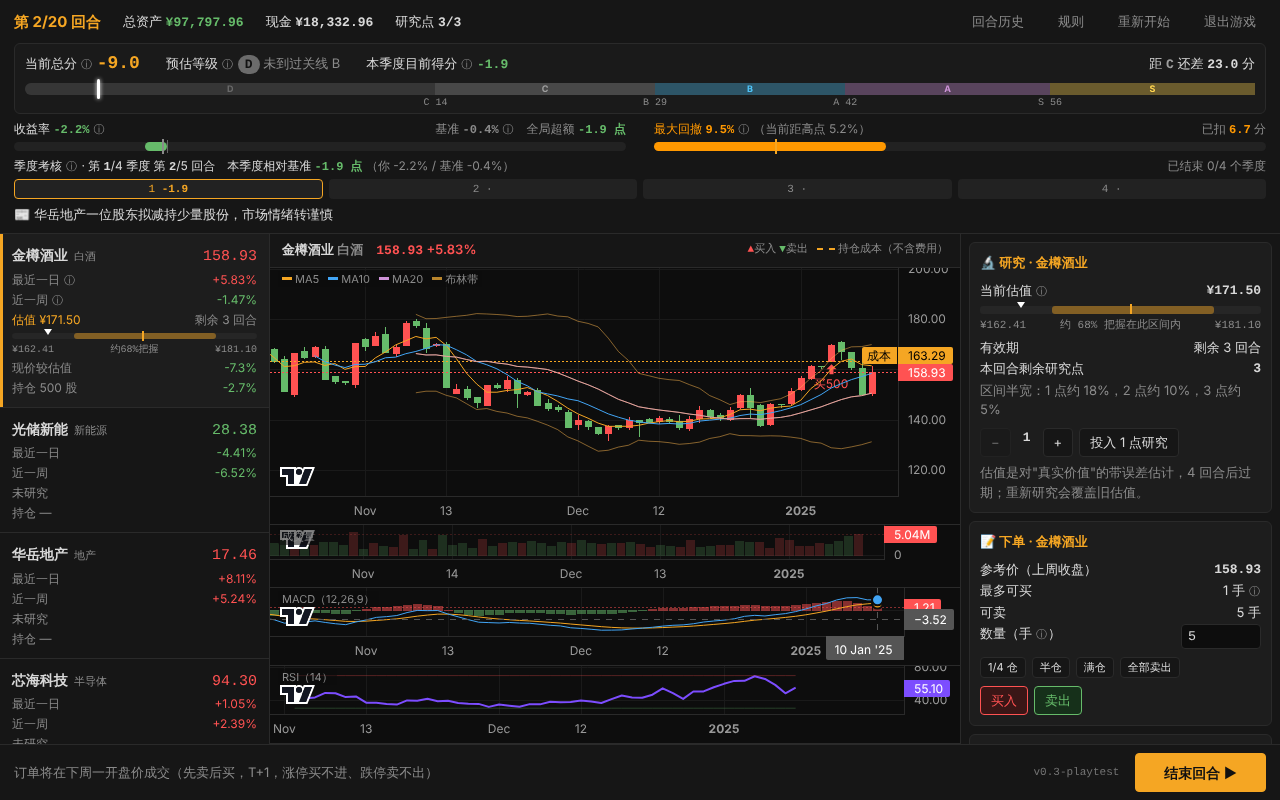 第 2/20 回合 总资产 ¥97,797.96 现金 ¥18,332.96 研究点 3/3 回合历史 规则 重新开始 退出游戏
当前总分 ⓘ -9.0 预估等级 ⓘ D 未到过关线 B 本季度目前得分 ⓘ -1.9 距 C 还差 23.0 分
D C B A S
C 14 B 29 A 42 S 56
收益率 -2.2% ⓘ 基准 -0.4% ⓘ 全局超额 -1.9 点 最大回撤 9.5% ⓘ （当前距高点 5.2%） 已扣 6.7 分
季度考核 ⓘ · 第 1/4 季度 第 2/5 回合 本季度相对基准 -1.9 点 （你 -2.2% / 基准 -0.4%） 已结束 0/4 个季度
1 -1.9 2 · 3 · 4 ·
📰 华岳地产一位股东拟减持少量股份，市场情绪转谨慎
金樽酒业 白酒 158.93
最近一日 ⓘ +5.83%
近一周 ⓘ -1.47%
估值 ¥171.50 剩余 3 回合
¥162.41 约68%把握 ¥181.10
现价较估值 -7.3%
持仓 500 股 -2.7%
光储新能 新能源 28.38
最近一日 -4.41%
近一周 -6.52%
未研究
持仓 —
华岳地产 地产 17.46
最近一日 +8.11%
近一周 +5.24%
未研究
持仓 —
芯海科技 半导体 94.30
最近一日 +1.05%
近一周 +2.39%
未研究
金樽酒业 白酒 158.93 +5.83% ▲买入 ▼卖出 持仓成本（不含费用）
MA5 MA10 MA20 布林带
200.00
180.00
成本 163.29
158.93
买500
140.00
120.00
Nov 13 Dec 12 2025
成交量 5.04M
0
Nov 14 Dec 13 2025
MACD（12,26,9）
1.21
−3.52
Nov 13 Dec 12 2025 10 Jan '25
RSI（14） 80.00
55.10
40.00
Nov 13 Dec 12 2025
🔬 研究 · 金樽酒业
当前估值 ⓘ ¥171.50
¥162.41 约 68% 把握在此区间内 ¥181.10
有效期 剩余 3 回合
本回合剩余研究点 3
区间半宽：1 点约 18%，2 点约 10%，3 点约
5%
− 1 + 投入 1 点研究
估值是对"真实价值"的带误差估计，4 回合后过
期；重新研究会覆盖旧估值。
📝 下单 · 金樽酒业
参考价（上周收盘） 158.93
最多可买 1 手 ⓘ
可卖 5 手
数量（手 ⓘ） 5
1/4 仓 半仓 满仓 全部卖出
买入 卖出
订单将在下周一开盘价成交（先卖后买，T+1，涨停买不进、跌停卖不出） v0.3-playtest 结束回合 ▶